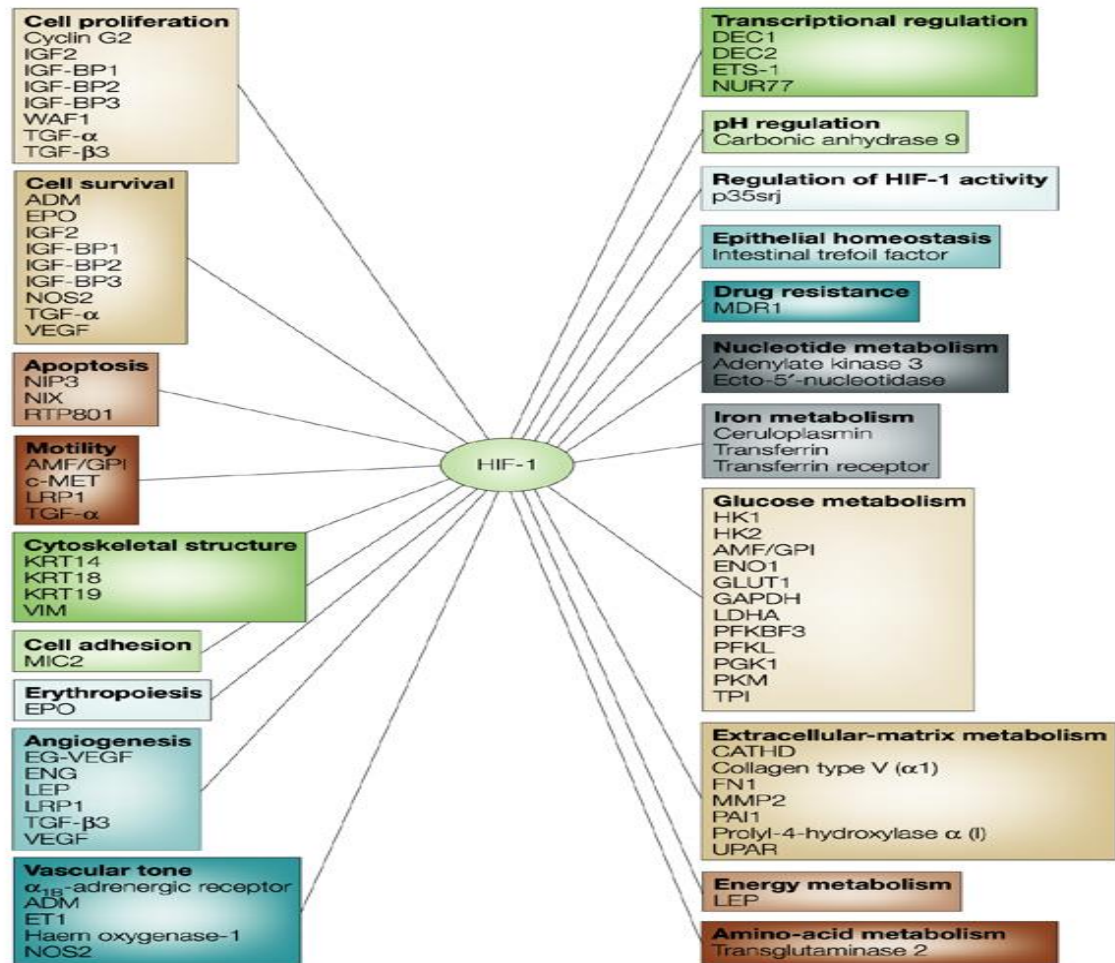 Cell proliferation
Cyclin G2
IGF2
IGF-BP1
IGF-BP2
IGF-BP3
WAF1
TGF-α
TGF-β3
Cell survival
ADM
EPO
IGF2
IGF-BP1
IGF-BP2
IGF-BP3
NOS2
TGF-α
VEGF
Apoptosis
NIP3
NIX
RTP801
Motility
AMF/GPI
c-MET
LRP1
TGF-α
Cytoskeletal structure
KRT14
KRT18
KRT19
VIM
Cell adhesion
MIC2
Erythropoiesis
EPO
Angiogenesis
EG-VEGF
ENG
LEP
LRP1
TGF-β3
VEGF
Vascular tone
α1B-adrenergic receptor
ADM
ET1
Haem oxygenase-1
NOS2
HIF-1
Transcriptional regulation
DEC1
DEC2
ETS-1
NUR77
pH regulation
Carbonic anhydrase 9
Regulation of HIF-1 activity
p35srj
Epithelial homeostasis
Intestinal trefoil factor
Drug resistance
MDR1
Nucleotide metabolism
Adenylate kinase 3
Ecto-5′-nucleotidase
Iron metabolism
Ceruloplasmin
Transferrin
Transferrin receptor
Glucose metabolism
HK1
HK2
AMF/GPI
ENO1
GLUT1
GAPDH
LDHA
PFKBF3
PFKL
PGK1
PKM
TPI
Extracellular-matrix metabolism
CATHD
Collagen type V (α1)
FN1
MMP2
PAI1
Prolyl-4-hydroxylase α (I)
UPAR
Energy metabolism
LEP
Amino-acid metabolism
Transglutaminase 2